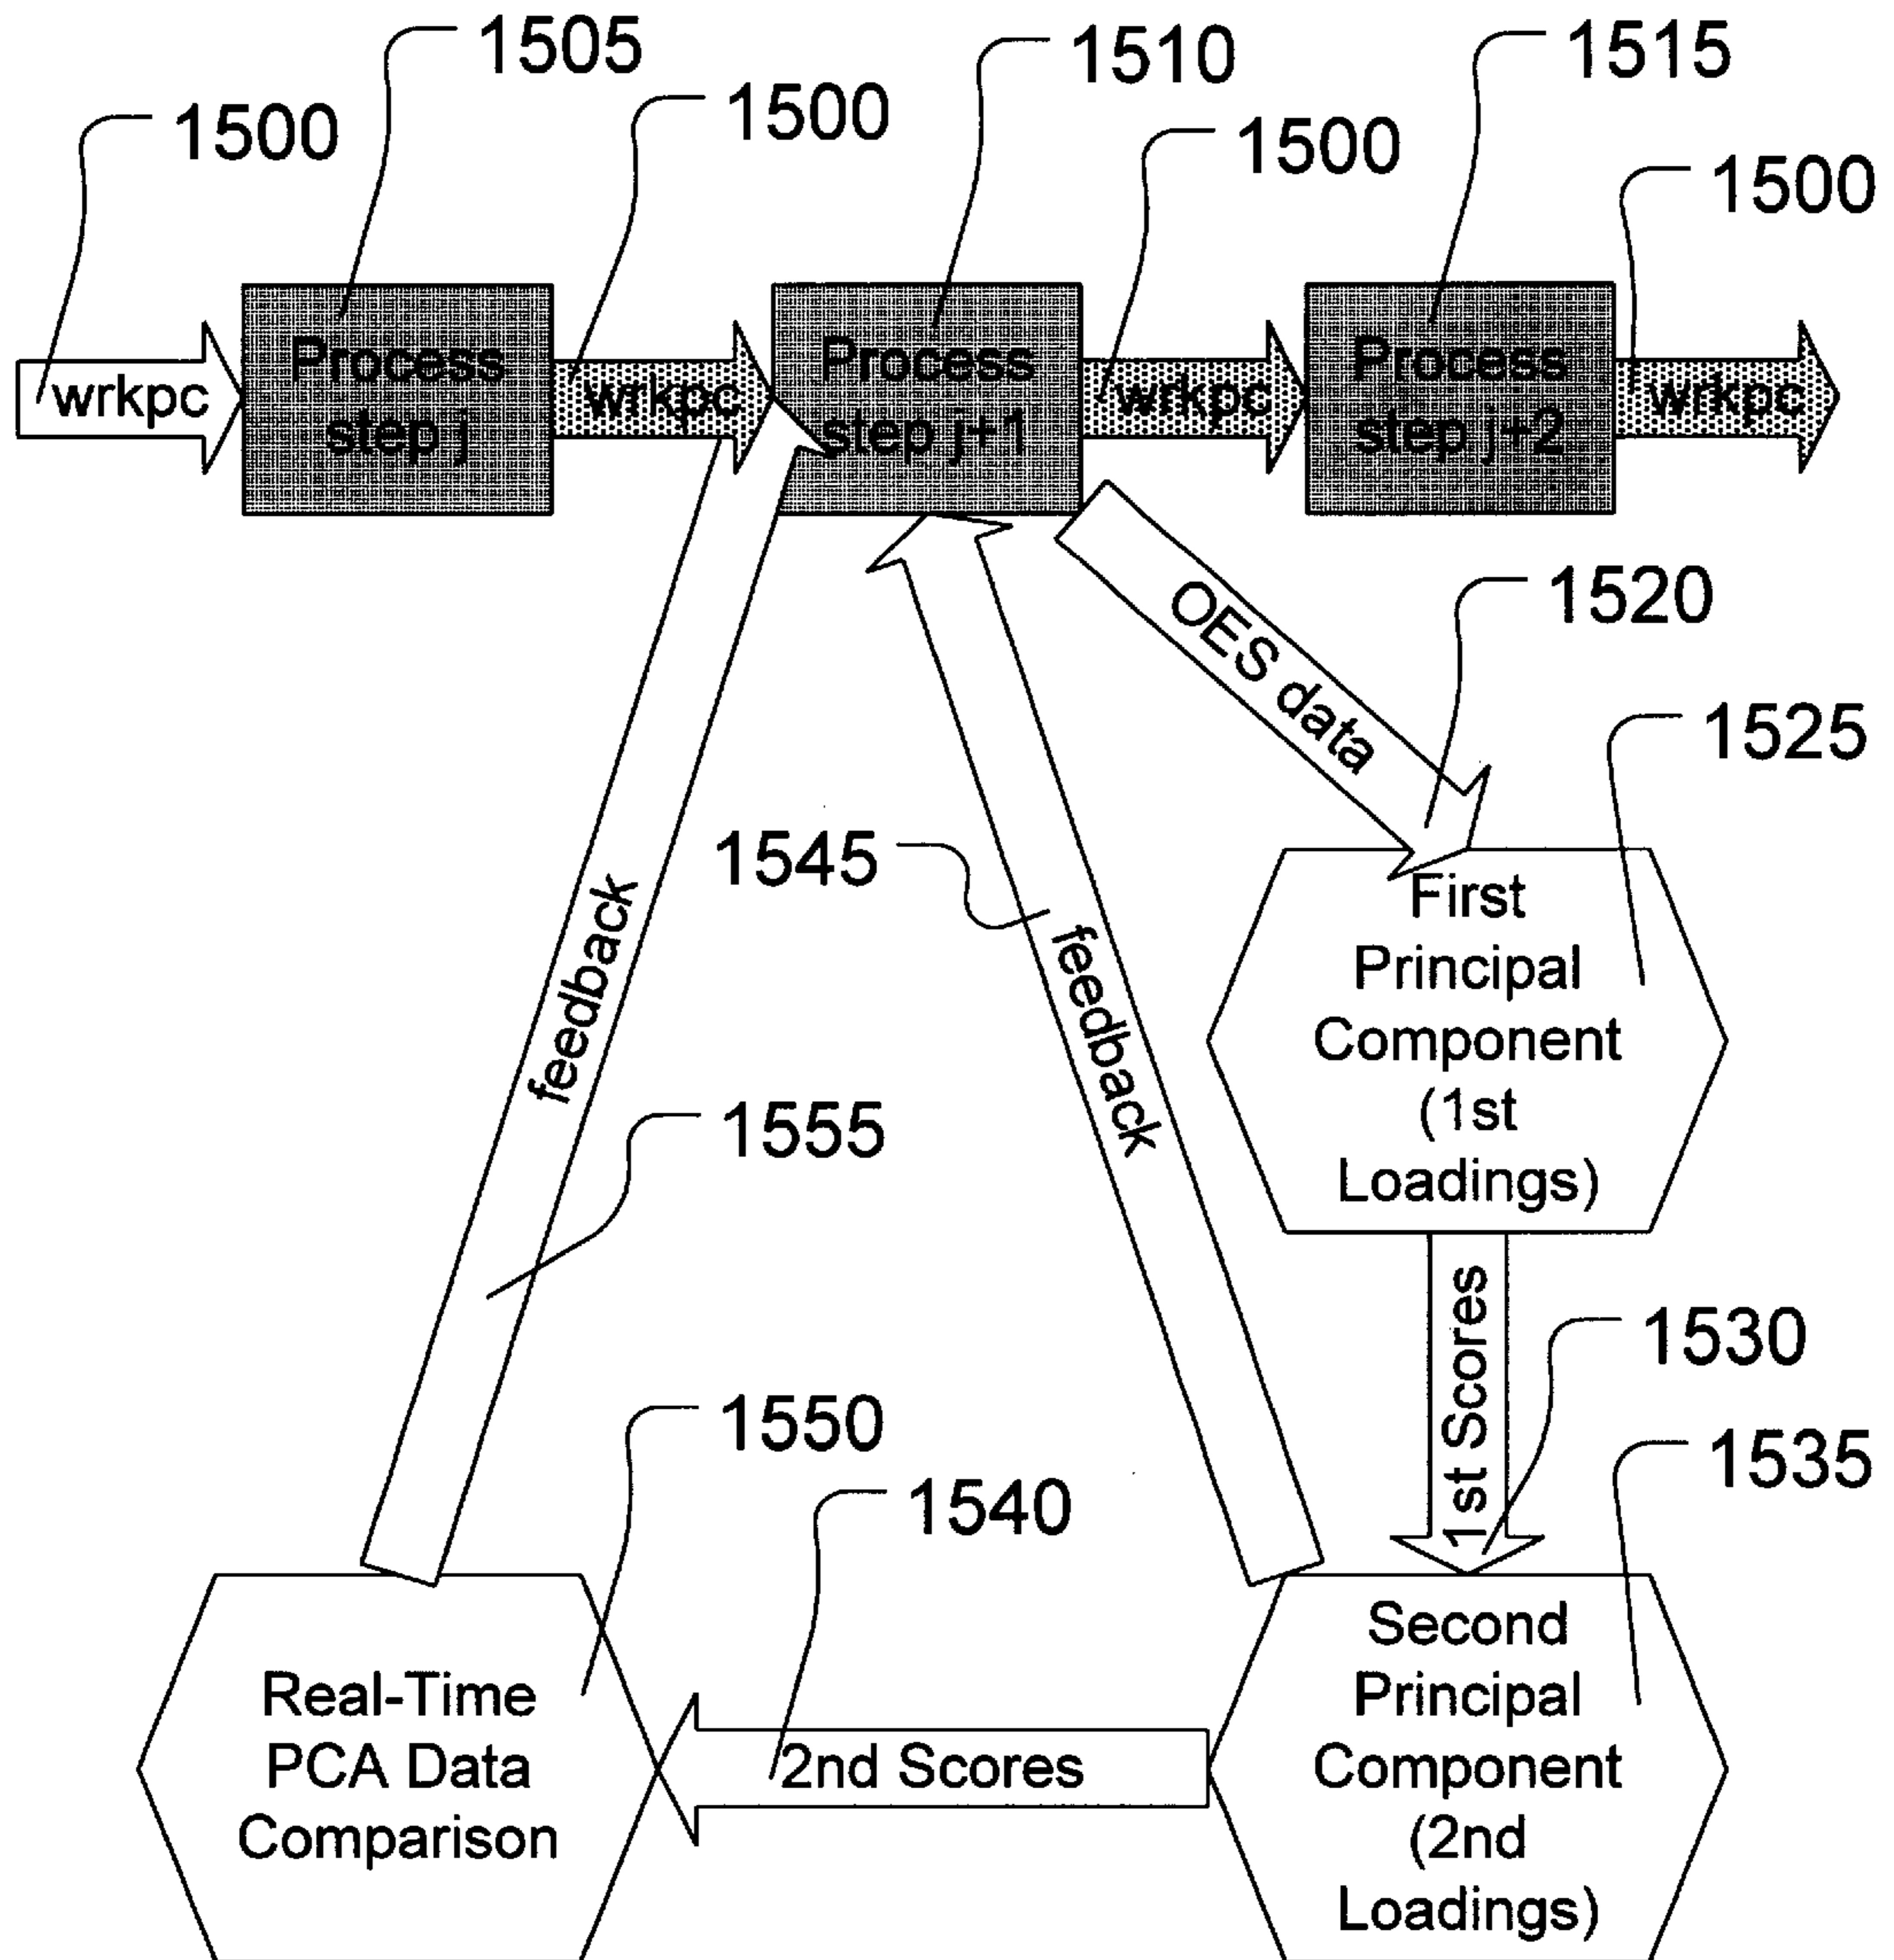 1505
1510
1515
1500
1500
1500
1500
wrkpc
Process
step j
wrkpc
Process
step j+1
wrkpc
Process
step j+2
wrkpc
OES data
1520
1525
1545
First
Principal
Component
(1st
Loadings)
feedback
feedback
1555
1st Scores
1530
1550
1540
1535
Real-Time
PCA Data
Comparison
2nd Scores
Second
Principal
Component
(2nd
Loadings)